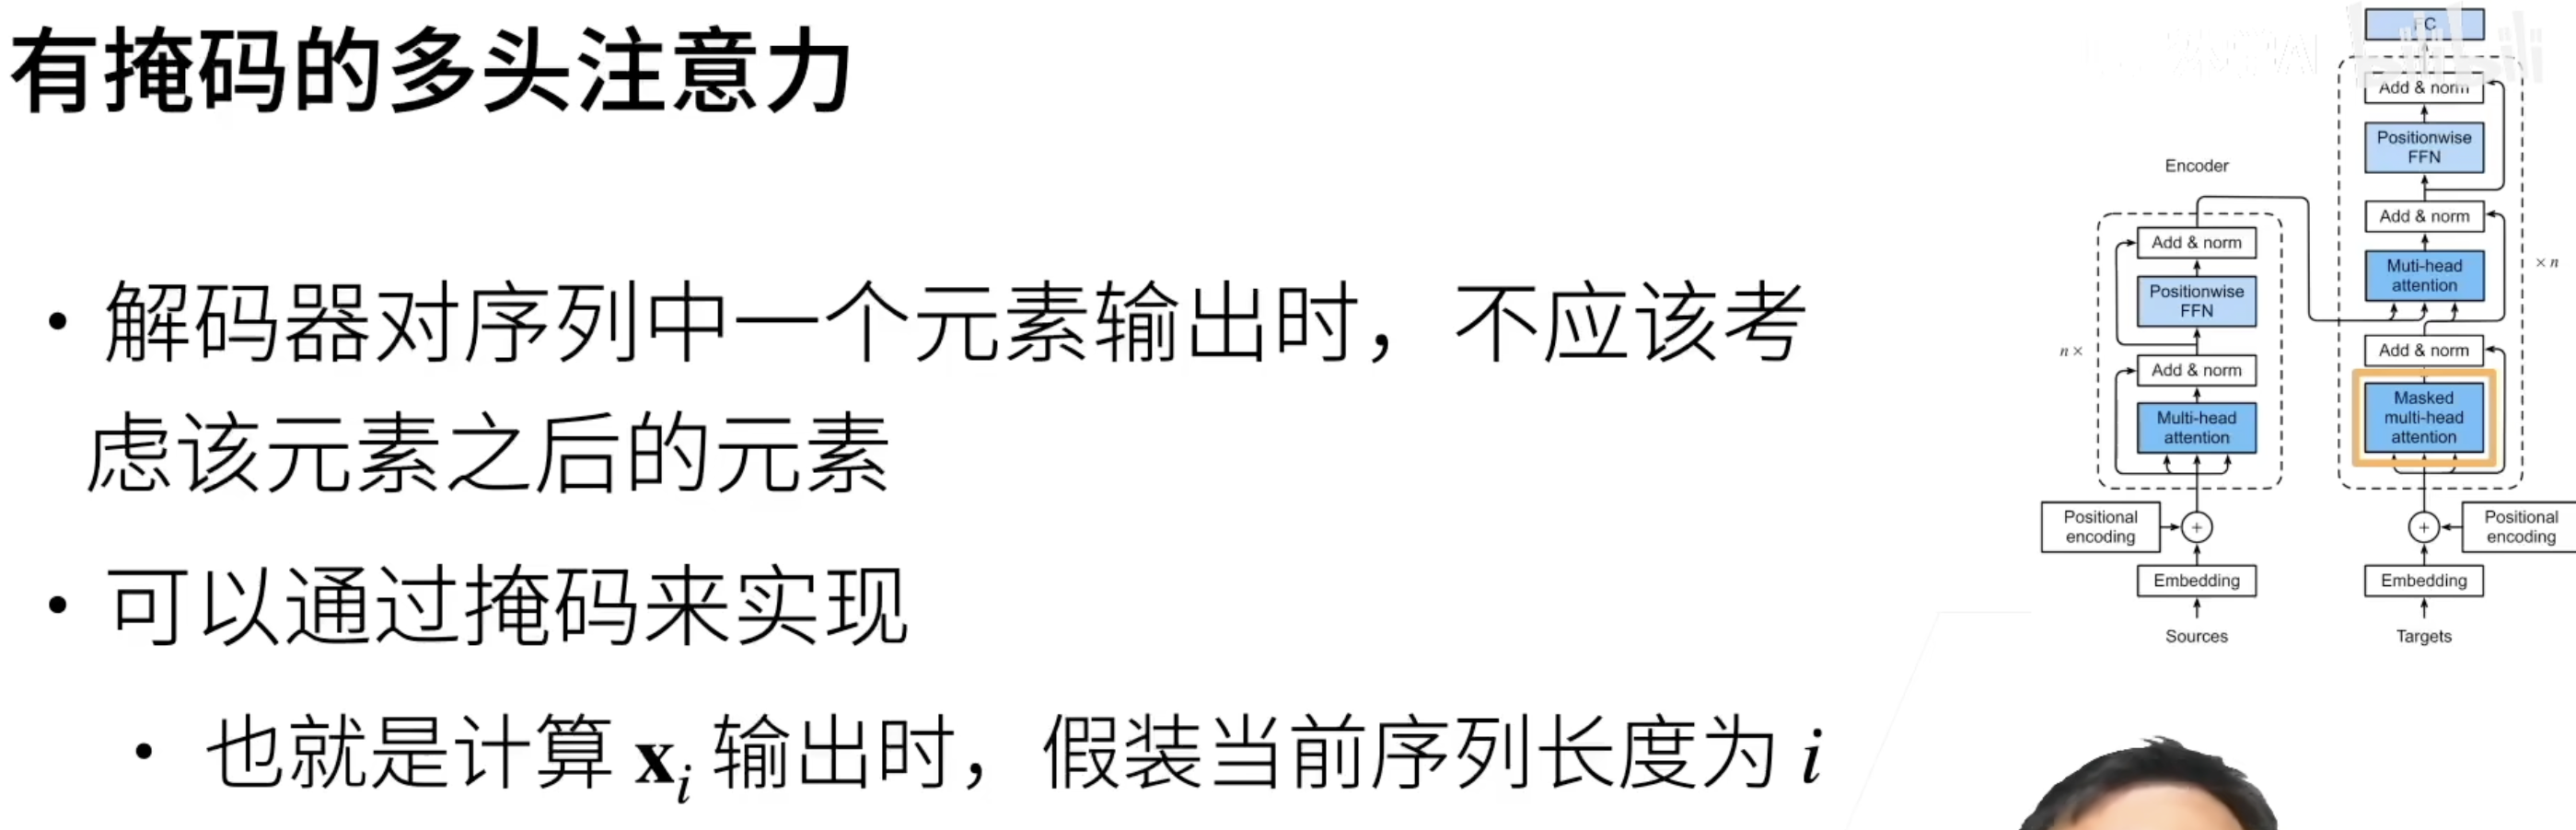 有掩码的多头注意力
• 解码器对序列中一个元素输出时，不应该考
虑该元素之后的元素
• 可以通过掩码来实现
• 也就是计算 xᵢ 输出时，假装当前序列长度为 i
Encoder
Add & norm
Positionwise
FFN
n ×
Add & norm
Multi-head
attention
Positional
encoding
+
Embedding
Sources
FC
Add & norm
Positionwise
FFN
Add & norm
Muti-head
attention
× n
Add & norm
Masked
multi-head
attention
+
Positional
encoding
Embedding
Targets